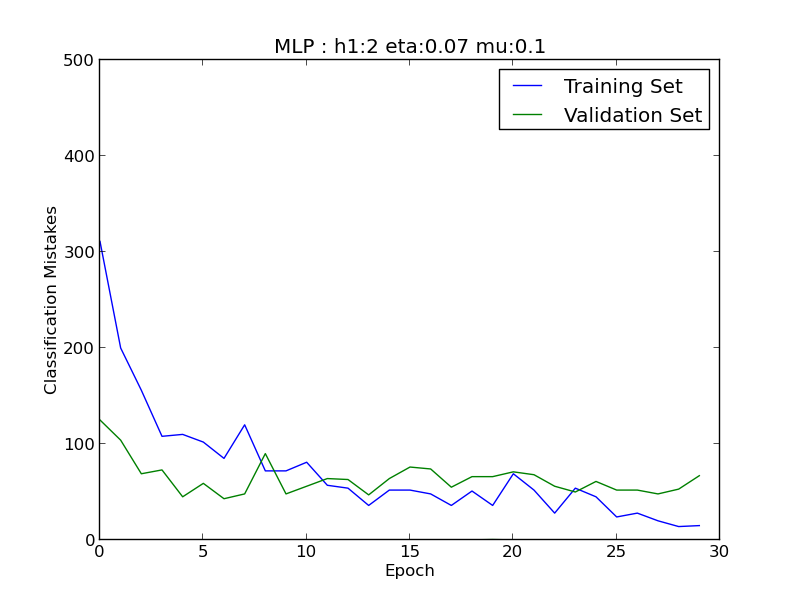 MLP : h1:2 eta:0.07 mu:0.1
500
400
300
200
100
0
Classification Mistakes
Training Set
Validation Set
0 5 10 15 20 25 30
Epoch